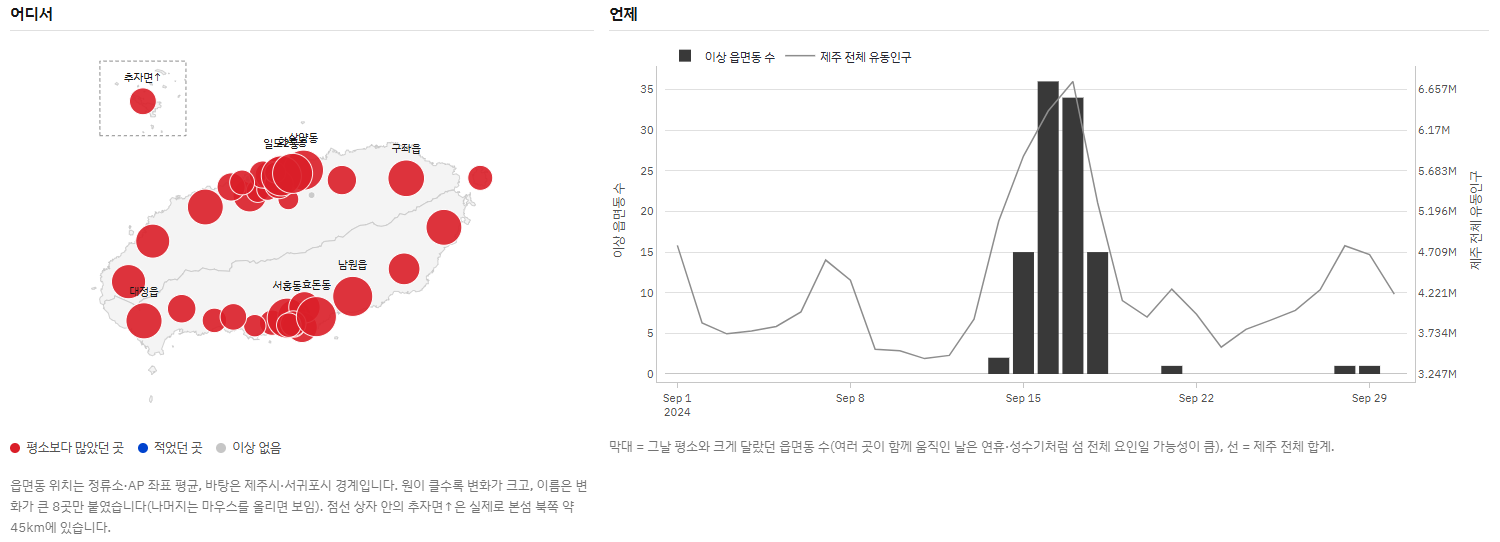 어디서
추자면↑
삼양동
구좌읍
남원읍
서홍동
효돈동
대정읍
평소보다 많았던 곳
적었던 곳
이상 없음
읍면동 위치는 정류소·AP 좌표 평균, 바탕은 제주시·서귀포시 경계입니다. 원이 클수록 변화가 크고, 이름은 변
화가 큰 8곳만 붙였습니다(나머지는 마우스를 올리면 보임). 점선 상자 안의 추자면↑은 실제로 본섬 북쪽 약
45km에 있습니다.
언제
이상 읍면동 수
제주 전체 유동인구
이상 읍면동 수
35
30
25
20
15
10
5
0
6.657M
6.17M
5.683M
5.196M
4.709M
4.221M
3.734M
3.247M
제주 전체 유동인구
Sep 1
2024
Sep 8
Sep 15
Sep 22
Sep 29
막대 = 그날 평소와 크게 달랐던 읍면동 수(여러 곳이 함께 움직인 날은 연휴·성수기처럼 섬 전체 요인일 가능성이 큼), 선 = 제주 전체 합계.